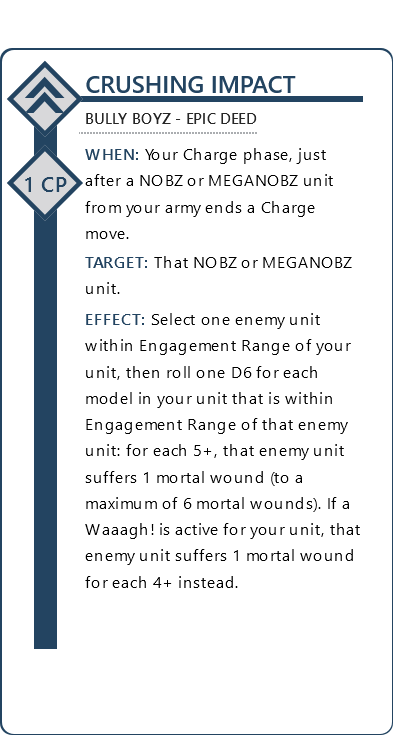 CRUSHING IMPACT
BULLY BOYZ - EPIC DEED
WHEN: Your Charge phase, just
1 CP
after a NOBZ or MEGANOBZ unit
from your army ends a Charge
move.
TARGET: That NOBZ or MEGANOBZ
unit.
EFFECT: Select one enemy unit
within Engagement Range of your
unit, then roll one D6 for each
model in your unit that is within
Engagement Range of that enemy
unit: for each 5+, that enemy unit
suffers 1 mortal wound (to a
maximum of 6 mortal wounds). If a
Waaagh! is active for your unit, that
enemy unit suffers 1 mortal wound
for each 4+ instead.